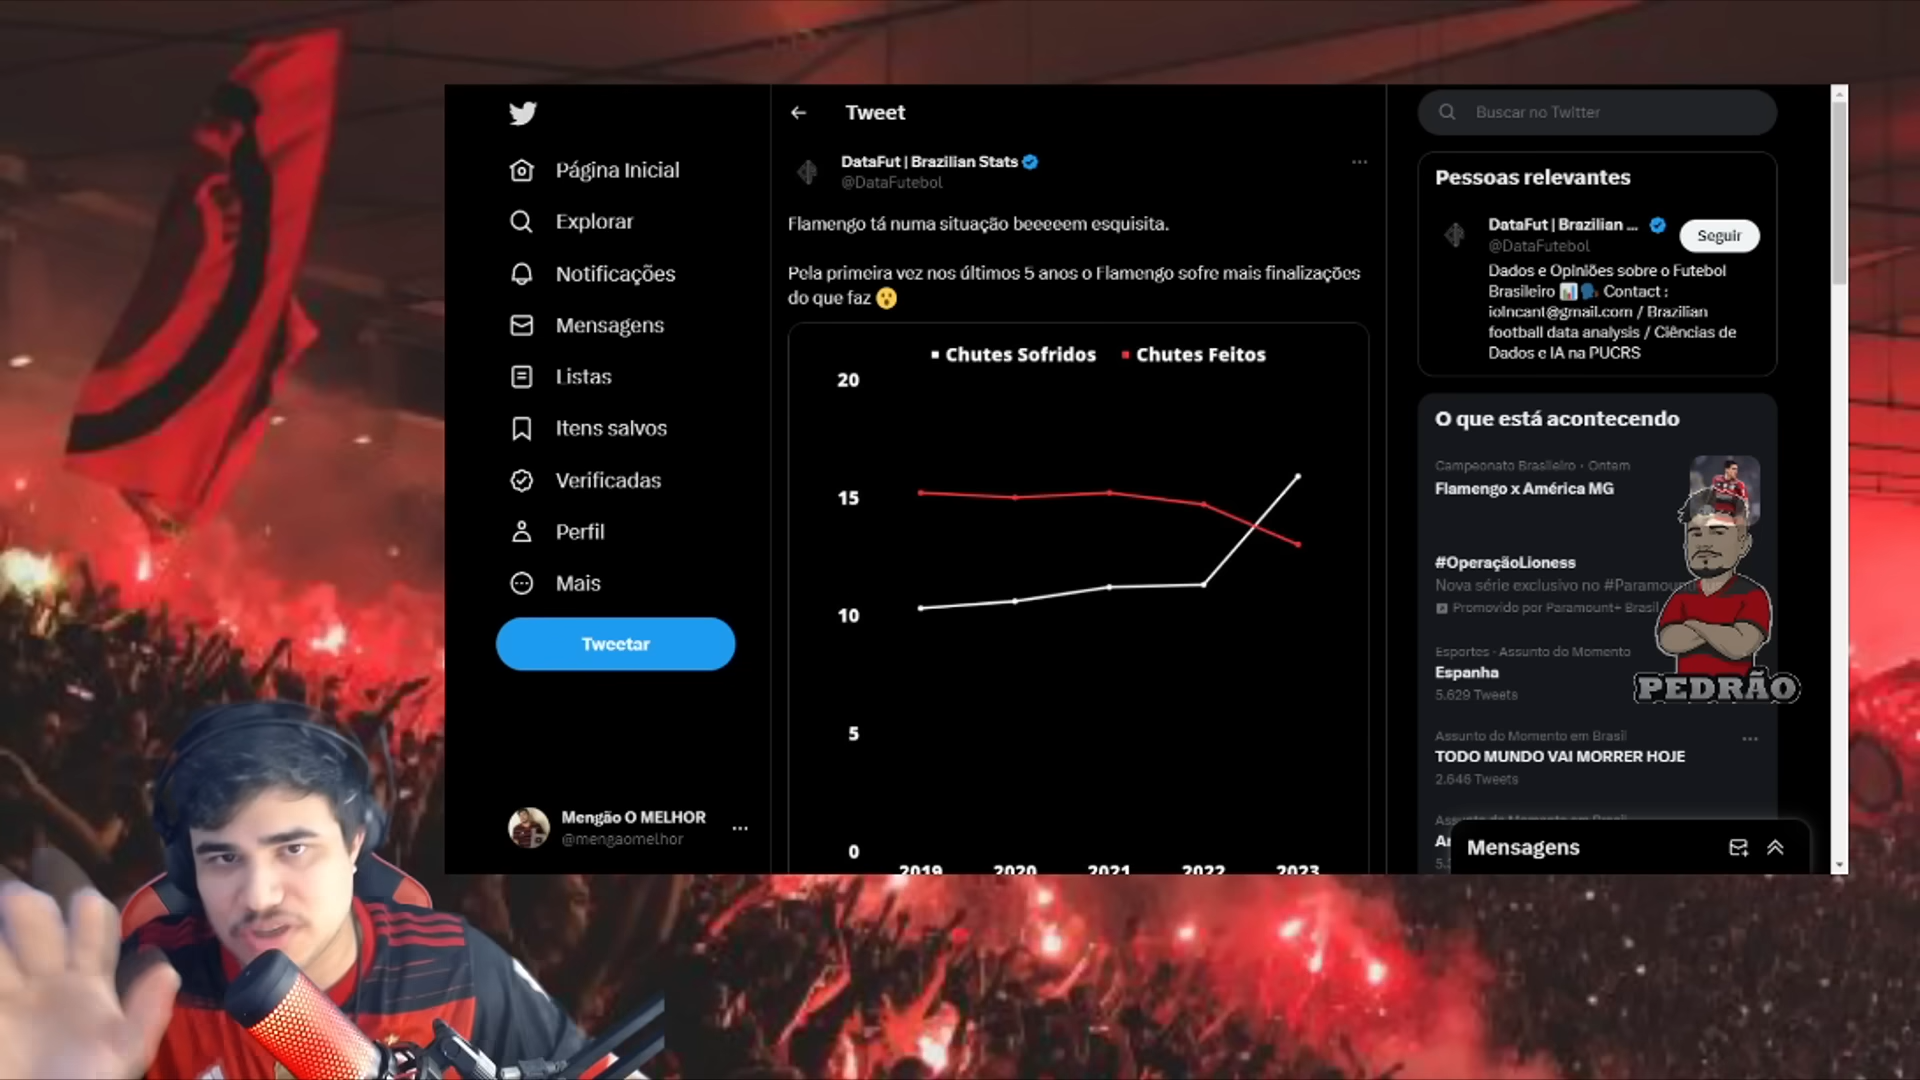 Tweet
Página Inicial
Explorar
Notificações
Mensagens
Listas
Itens salvos
Verificadas
Perfil
Mais
Tweetar
Mengão O MELHOR
@mengaomelhor
DataFut | Brazilian Stats
@DataFutebol
Flamengo tá numa situação beeeeem esquisita.
Pela primeira vez nos últimos 5 anos o Flamengo sofre mais finalizações
do que faz 😮
Chutes Sofridos Chutes Feitos
20
15
10
5
0
2019 2020 2021 2022 2023
Buscar no Twitter
Pessoas relevantes
DataFut | Brazilian ...
@DataFutebol
Seguir
Dados e Opiniões sobre o Futebol
Brasileiro 📊🗣 Contact :
iolncant@gmail.com / Brazilian
football data analysis / Ciências de
Dados e IA na PUCRS
O que está acontecendo
Campeonato Brasileiro · Ontem
Flamengo x América MG
#OperaçãoLioness
Nova série exclusivo no #Paramount
Promovido por Paramount+ Brasil
Esportes · Assunto do Momento
Espanha
5.629 Tweets
PEDRÃO
Assunto do Momento em Brasil
TODO MUNDO VAI MORRER HOJE
2.646 Tweets
Mensagens